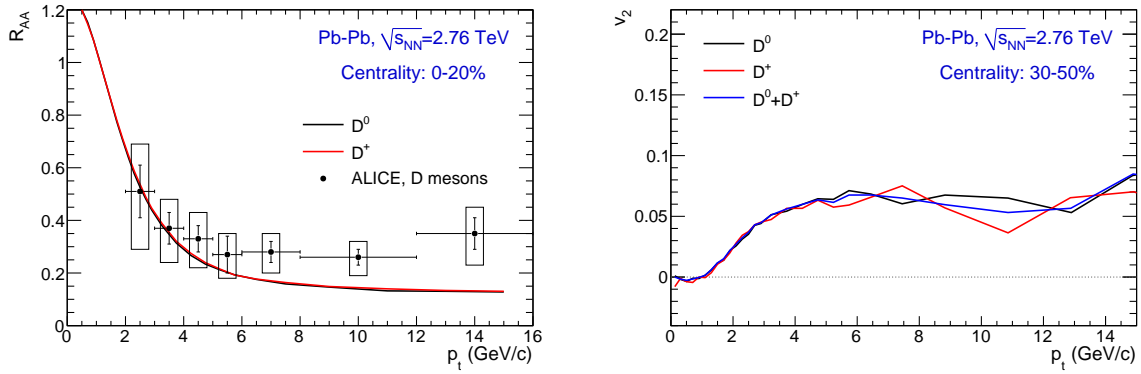 R_AA
1.2
1
0.8
0.6
0.4
0.2
0
Pb-Pb, √s_NN=2.76 TeV
Centrality: 0-20%
D⁰
D⁺
ALICE, D mesons
0 2 4 6 8 10 12 14 16
p_t (GeV/c)
v_2
0.2
0.15
0.1
0.05
0
Pb-Pb, √s_NN=2.76 TeV
Centrality: 30-50%
D⁰
D⁺
D⁰+D⁺
0 2 4 6 8 10 12 14
p_t (GeV/c)